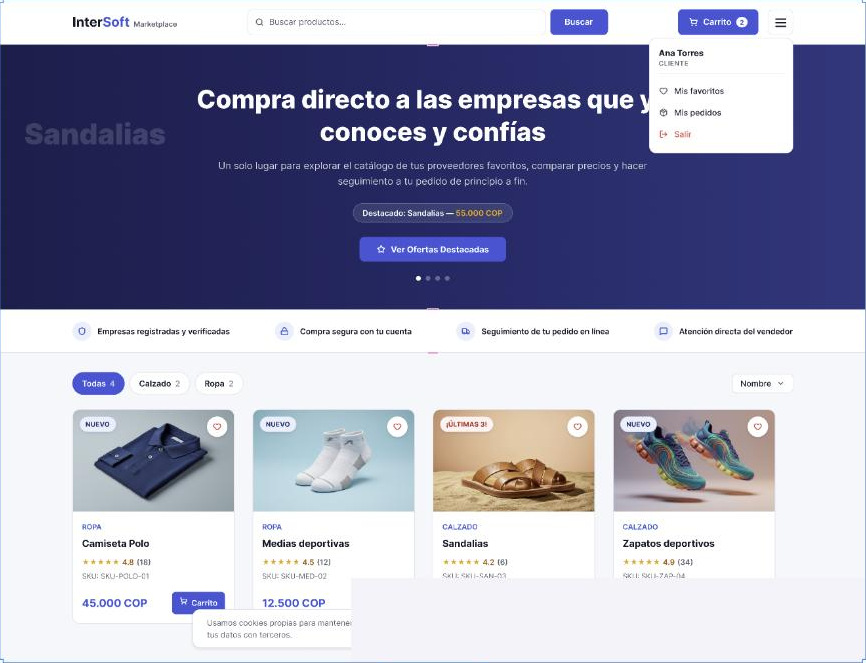 InterSoft Marketplace
Buscar productos...
Buscar
Carrito 2
Ana Torres
CLIENTE
Mis favoritos
Mis pedidos
Salir
Sandalias
Compra directo a las empresas que y
conoces y confías
Un solo lugar para explorar el catálogo de tus proveedores favoritos, comparar precios y hacer
seguimiento a tu pedido de principio a fin.
Destacado: Sandalias — 55.000 COP
Ver Ofertas Destacadas
Empresas registradas y verificadas
Compra segura con tu cuenta
Seguimiento de tu pedido en línea
Atención directa del vendedor
Todas 4
Calzado 2
Ropa 2
Nombre
NUEVO
NUEVO
¡ÚLTIMAS 3!
NUEVO
ROPA
Camiseta Polo
★★★★★ 4.8 (18)
SKU: SKU-POLO-01
45.000 COP
Carrito
ROPA
Medias deportivas
★★★★★ 4.5 (12)
SKU: SKU-MED-02
12.500 COP
CALZADO
Sandalias
★★★★★ 4.2 (6)
SKU: SKU-SAN-03
CALZADO
Zapatos deportivos
★★★★★ 4.9 (34)
SKU: SKU-ZAP-04
Usamos cookies propias para mantener
tus datos con terceros.